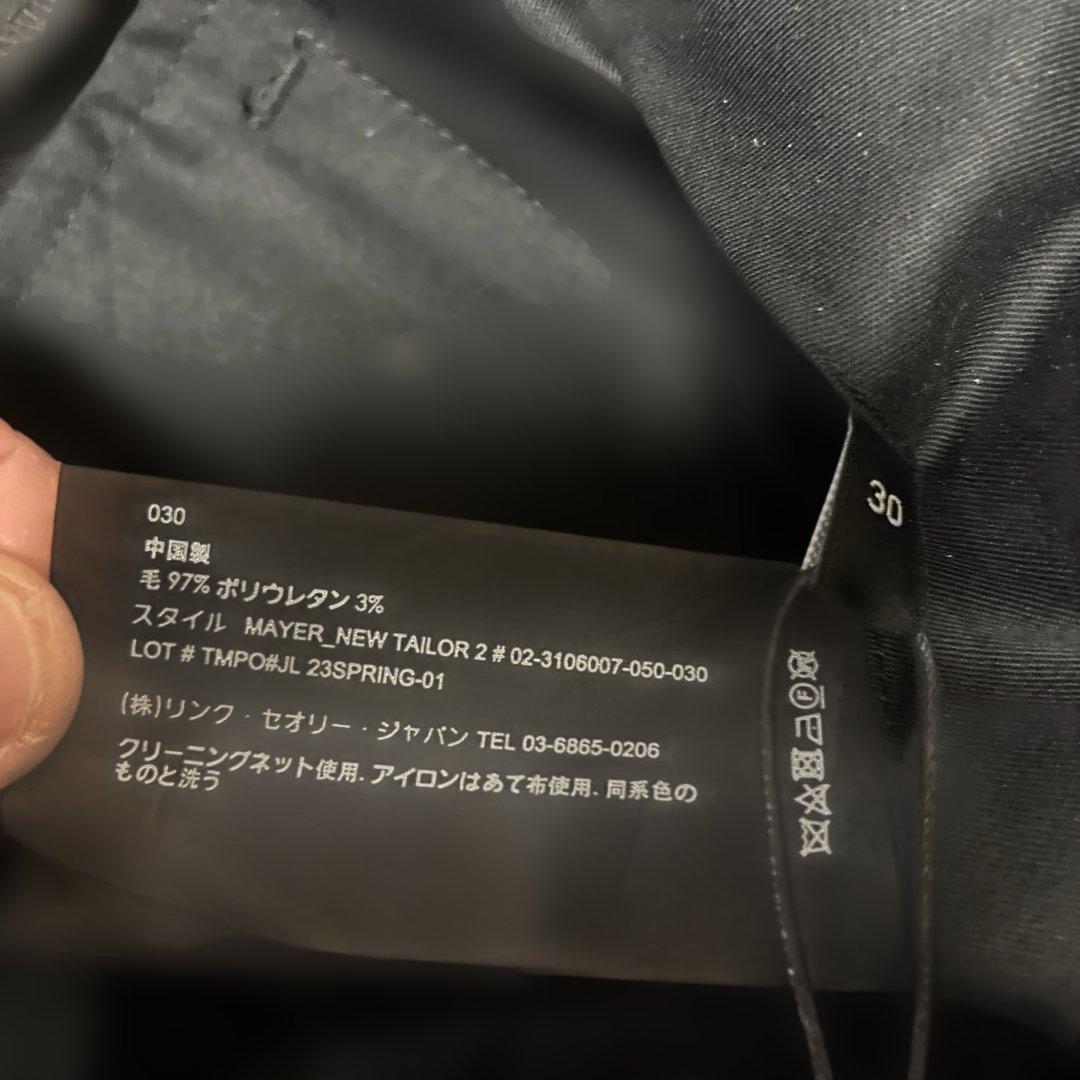 030
中国製
毛 97% ポリウレタン 3%
スタイル MAYER_NEW TAILOR 2 # 02-3106007-050-030
LOT # TMPO#JL 23SPRING-01
(株)リンク・セオリー・ジャパン TEL 03-6865-0206
クリーニングネット使用. アイロンはあて布使用. 同系色の
ものと洗う
30